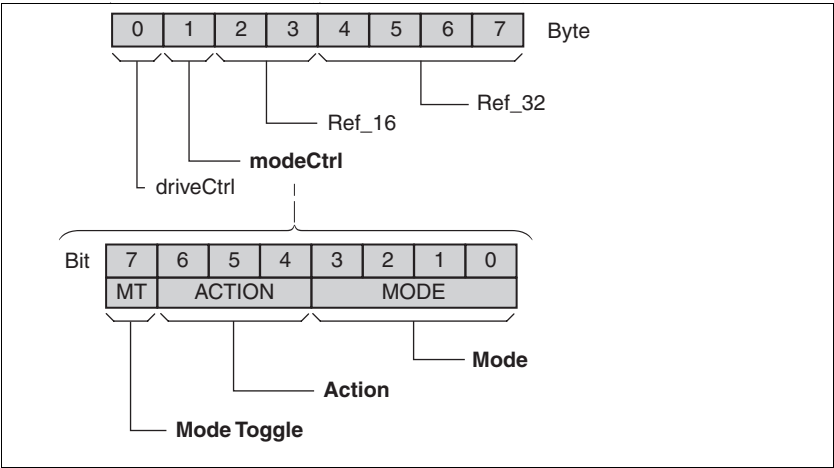 0 1 2 3 4 5 6 7 Byte
Ref_32
Ref_16
modeCtrl
driveCtrl
Bit 7 6 5 4 3 2 1 0
MT ACTION MODE
Mode
Action
Mode Toggle